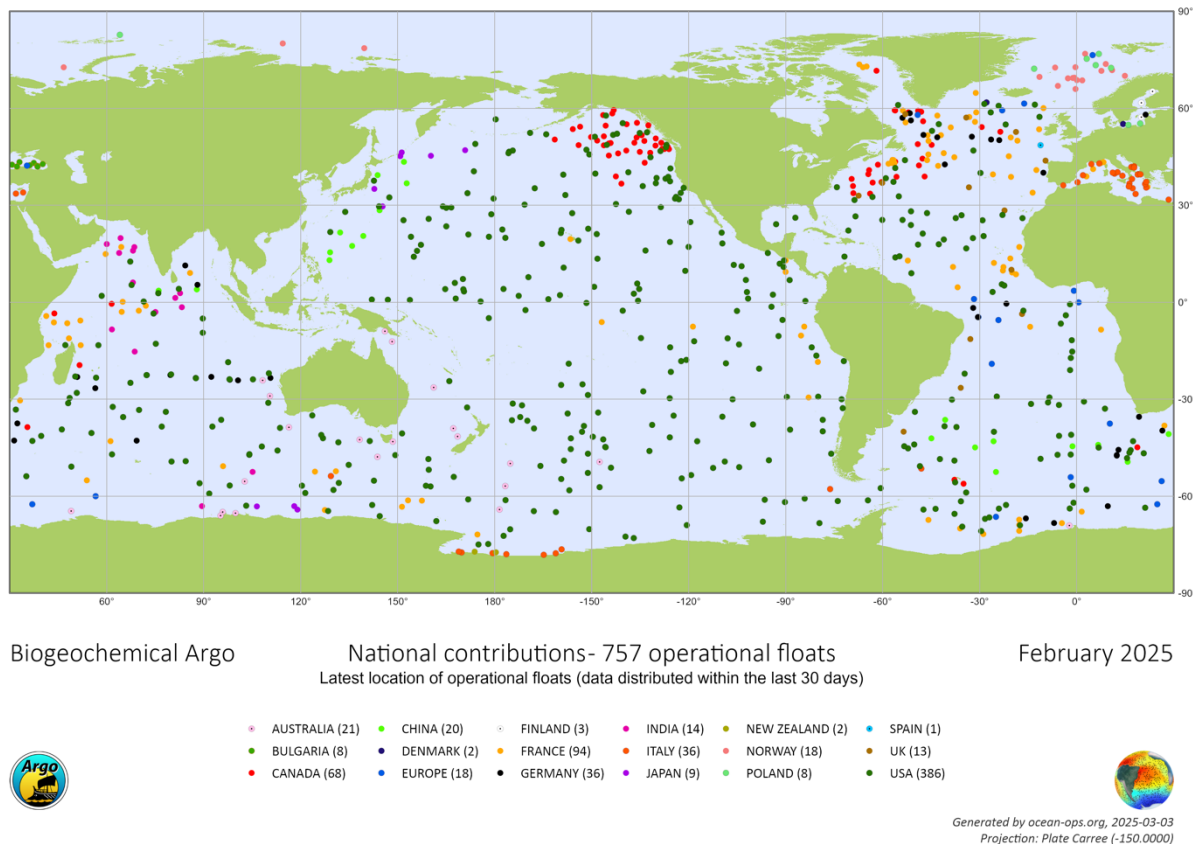 90°
60°
30°
0°
-30
-60
-90
60° 90° 120° 150° 180° -150° -120° -90° -60° -30° 0°
Biogeochemical Argo National contributions - 757 operational floats February 2025
Latest location of operational floats (data distributed within the last 30 days)
AUSTRALIA (21) CHINA (20) FINLAND (3) INDIA (14) NEW ZEALAND (2) SPAIN (1)
BULGARIA (8) DENMARK (2) FRANCE (94) ITALY (36) NORWAY (18) UK (13)
CANADA (68) EUROPE (18) GERMANY (36) JAPAN (9) POLAND (8) USA (386)
Argo
Generated by ocean-ops.org, 2025-03-03
Projection: Plate Carree (-150.0000)